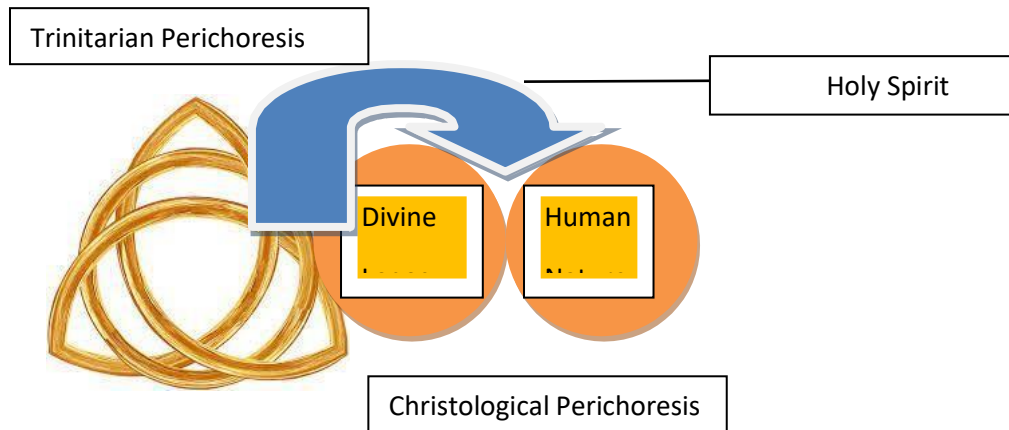 Trinitarian Perichoresis
Holy Spirit
Divine
Human
Christological Perichoresis